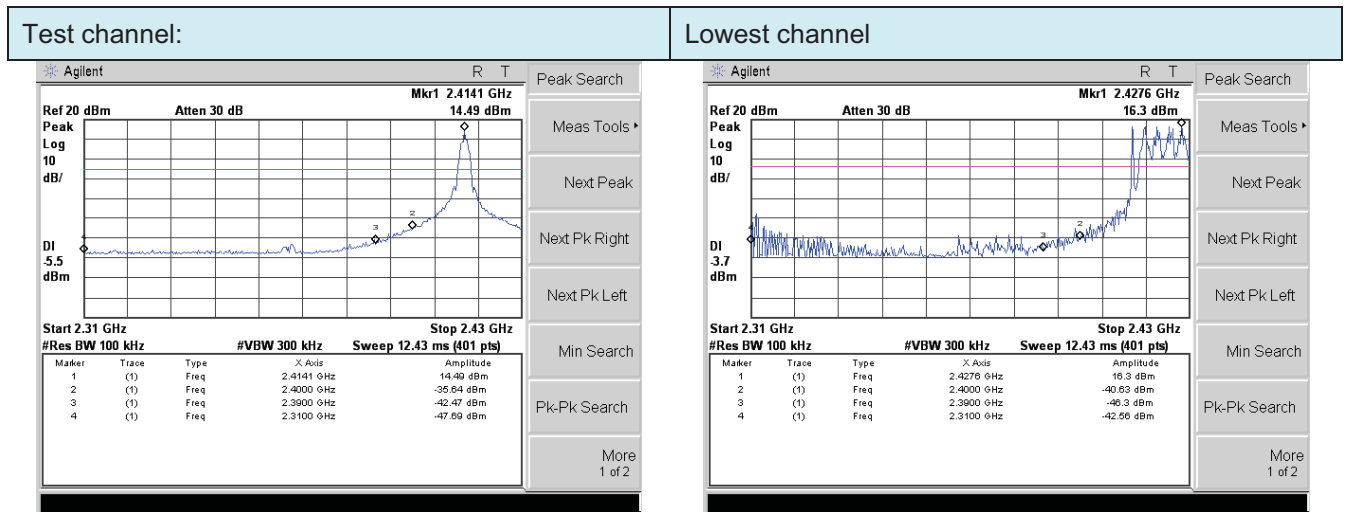 Test channel: Lowest channel
Agilent R T
Mkr1 2.4141 GHz
Ref 20 dBm Atten 30 dB 14.49 dBm
Peak
Log
10
dB/
DI
-5.5
dBm
1
2
3
4
Start 2.31 GHz Stop 2.43 GHz
#Res BW 100 kHz #VBW 300 kHz Sweep 12.43 ms (401 pts)
Marker Trace Type X Axis Amplitude
1 (1) Freq 2.4141 GHz 14.49 dBm
2 (1) Freq 2.4000 GHz -35.64 dBm
3 (1) Freq 2.3900 GHz -42.47 dBm
4 (1) Freq 2.3100 GHz -47.69 dBm
Peak Search
Meas Tools
Next Peak
Next Pk Right
Next Pk Left
Min Search
Pk-Pk Search
More
1 of 2
Agilent R T
Mkr1 2.4276 GHz
Ref 20 dBm Atten 30 dB 16.3 dBm
Peak
Log
10
dB/
DI
-3.7
dBm
2
3
Start 2.31 GHz Stop 2.43 GHz
#Res BW 100 kHz #VBW 300 kHz Sweep 12.43 ms (401 pts)
Marker Trace Type X Axis Amplitude
1 (1) Freq 2.4276 GHz 16.3 dBm
2 (1) Freq 2.4000 GHz -40.63 dBm
3 (1) Freq 2.3900 GHz -46.3 dBm
4 (1) Freq 2.3100 GHz -42.56 dBm
Peak Search
Meas Tools
Next Peak
Next Pk Right
Next Pk Left
Min Search
Pk-Pk Search
More
1 of 2